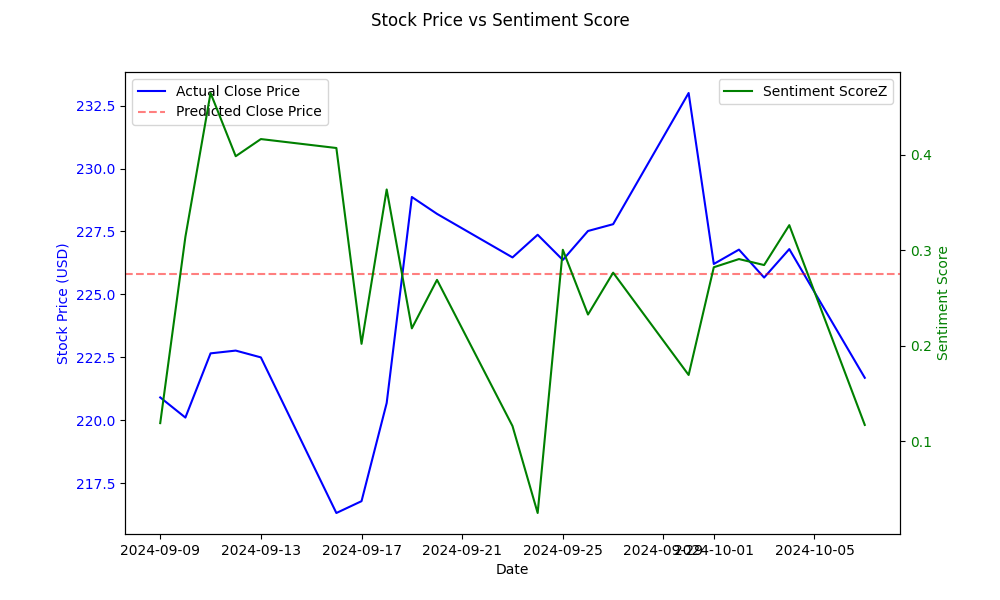 Stock Price vs Sentiment Score
Actual Close Price
Predicted Close Price
Sentiment ScoreZ
232.5
230.0
227.5
225.0
222.5
220.0
217.5
Stock Price (USD)
0.4
0.3
0.2
0.1
Sentiment Score
2024-09-09 2024-09-13 2024-09-17 2024-09-21 2024-09-25 2024-09-29 2024-10-01 2024-10-05
Date